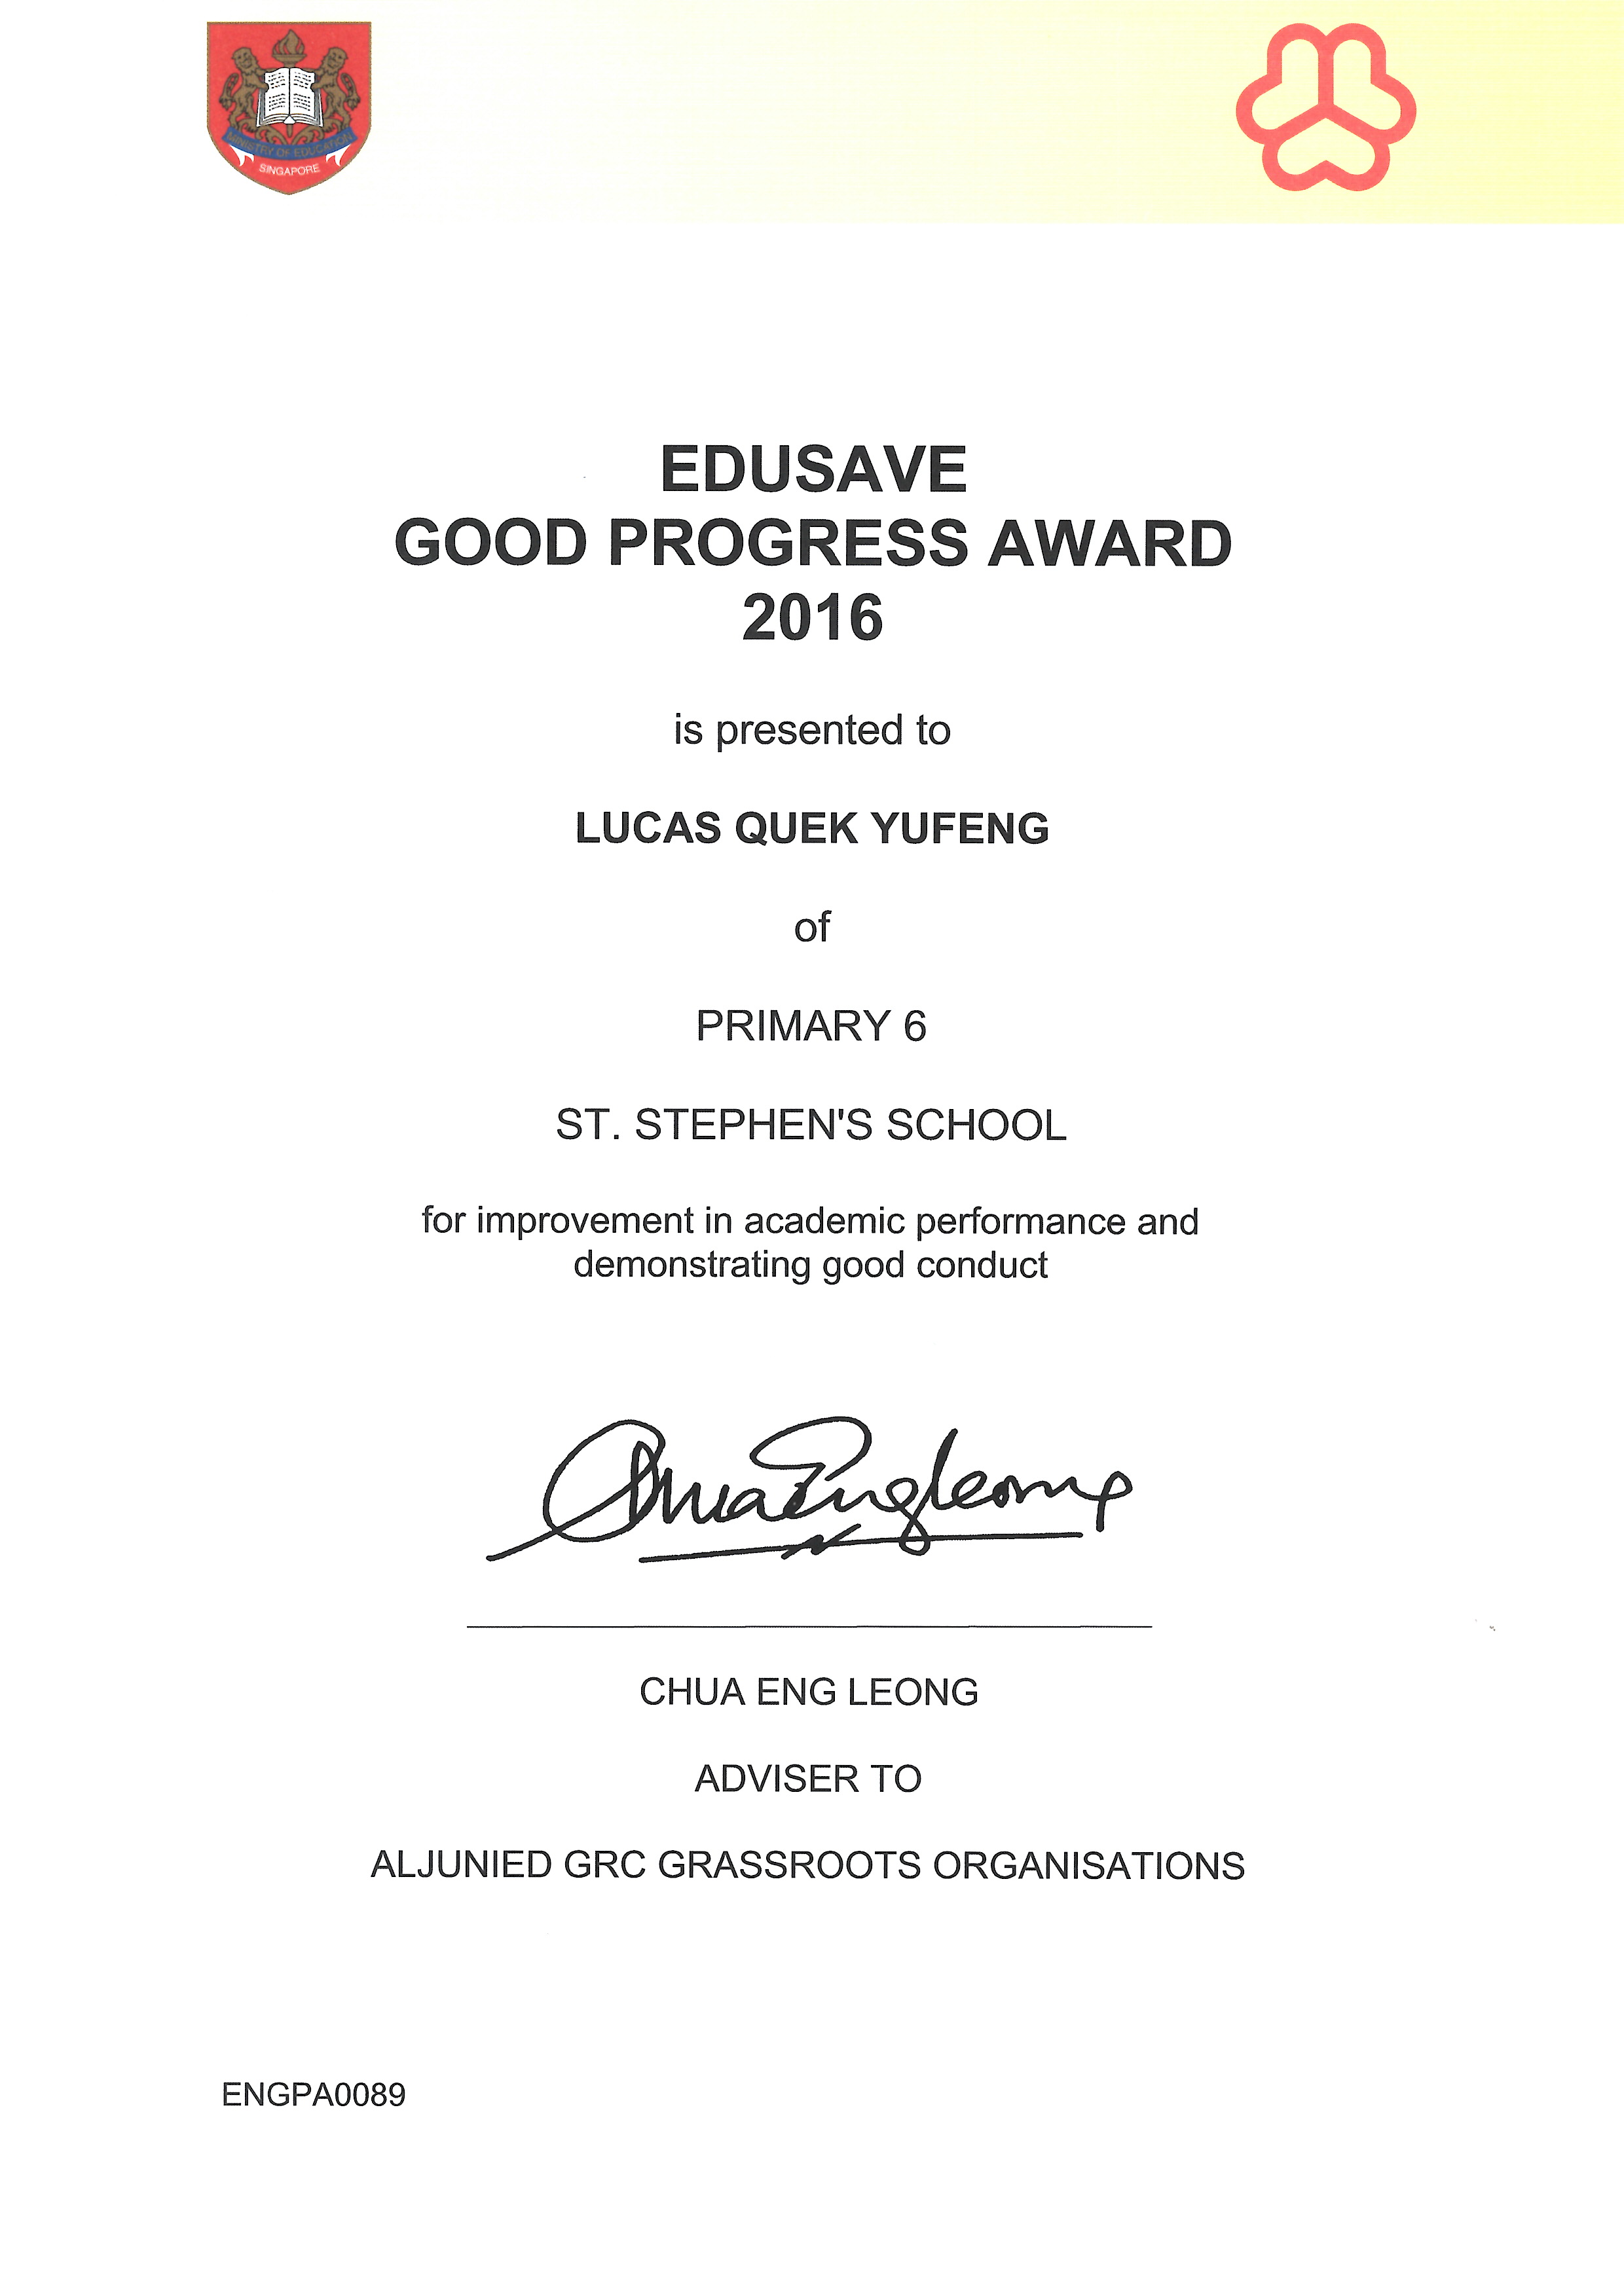 MINISTRY OF EDUCATION
SINGAPORE
EDUSAVE
GOOD PROGRESS AWARD
2016
is presented to
LUCAS QUEK YUFENG
of
PRIMARY 6
ST. STEPHEN'S SCHOOL
for improvement in academic performance and
demonstrating good conduct
Chua Eng Leong
CHUA ENG LEONG
ADVISER TO
ALJUNIED GRC GRASSROOTS ORGANISATIONS
ENGPA0089